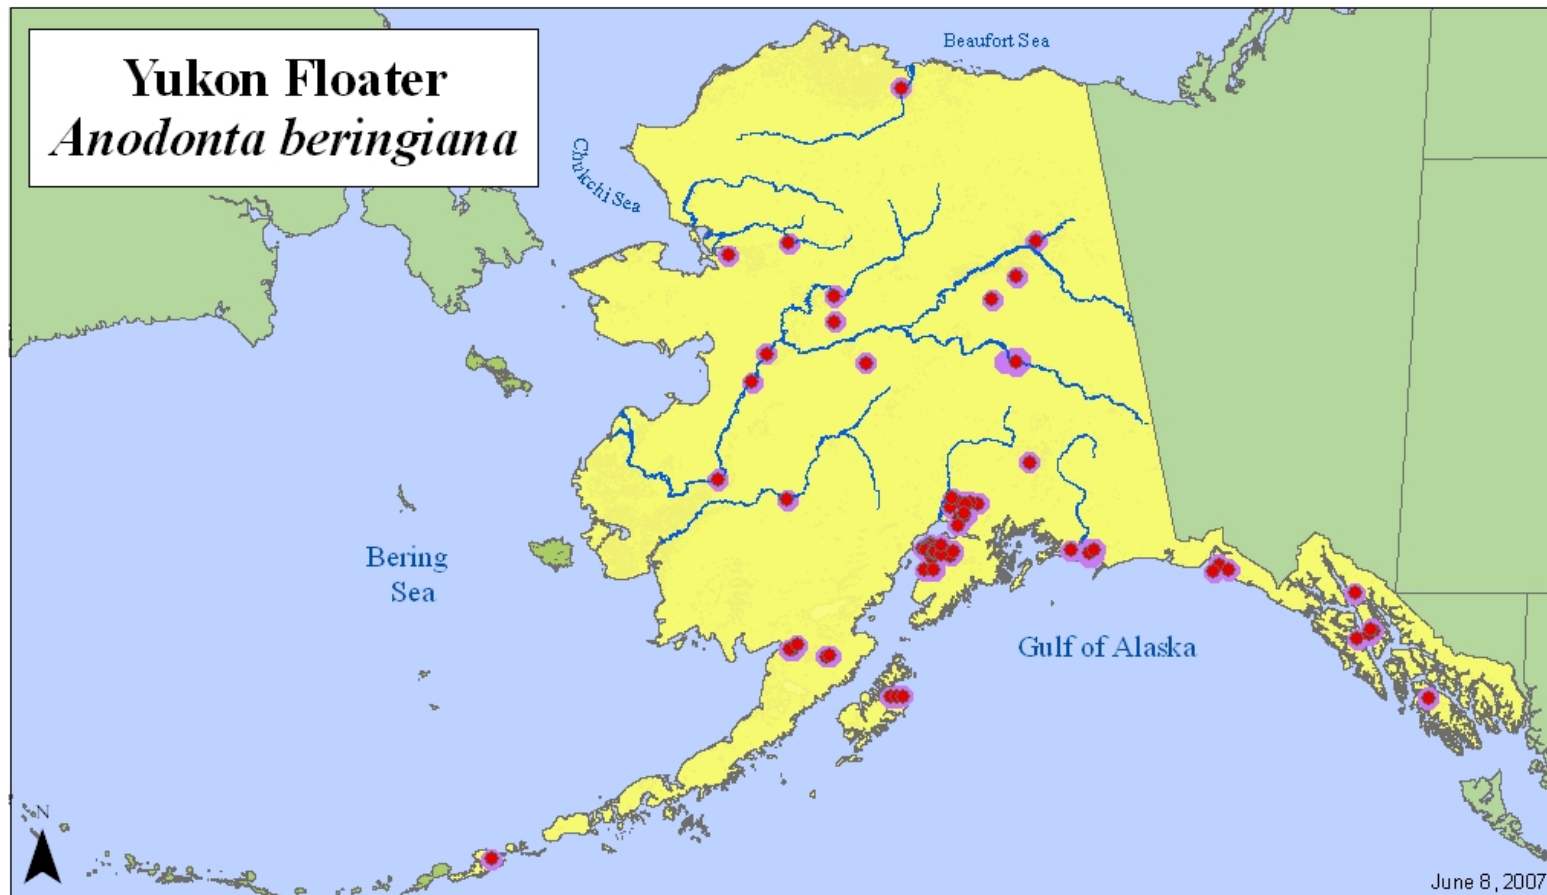 Yukon Floater
Anodonta beringiana
Beaufort Sea
Chukchi Sea
Bering
Sea
Gulf of Alaska
N
June 8, 2007